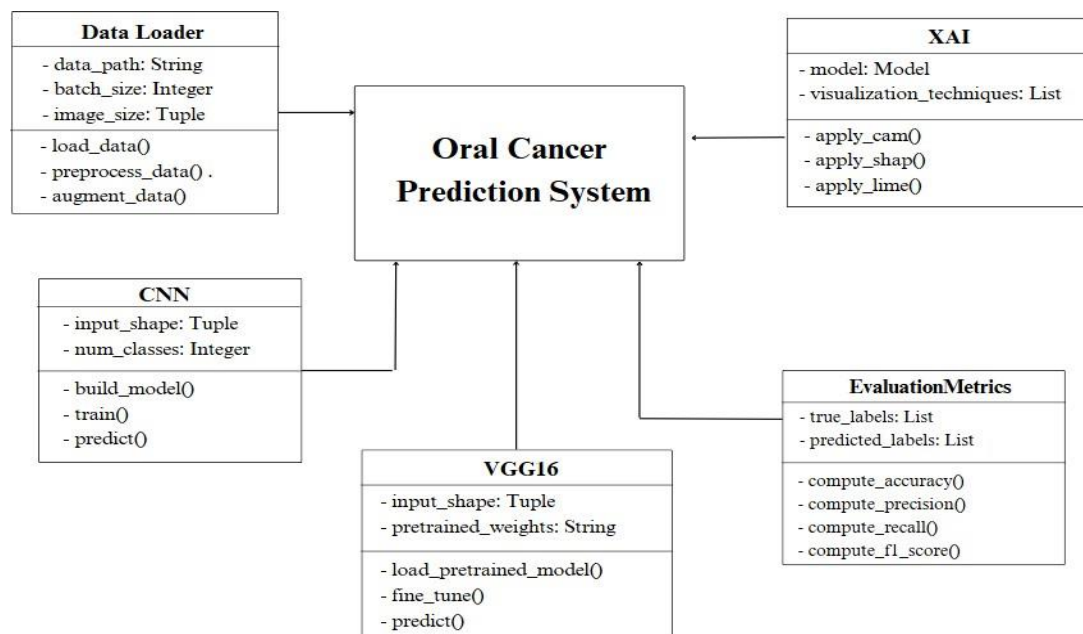 Data Loader
- data_path: String
- batch_size: Integer
- image_size: Tuple
- load_data()
- preprocess_data() .
- augment_data()
Oral Cancer
Prediction System
XAI
- model: Model
- visualization_techniques: List
- apply_cam()
- apply_shap()
- apply_lime()
CNN
- input_shape: Tuple
- num_classes: Integer
- build_model()
- train()
- predict()
VGG16
- input_shape: Tuple
- pretrained_weights: String
- load_pretrained_model()
- fine_tune()
- predict()
EvaluationMetrics
- true_labels: List
- predicted_labels: List
- compute_accuracy()
- compute_precision()
- compute_recall()
- compute_f1_score()